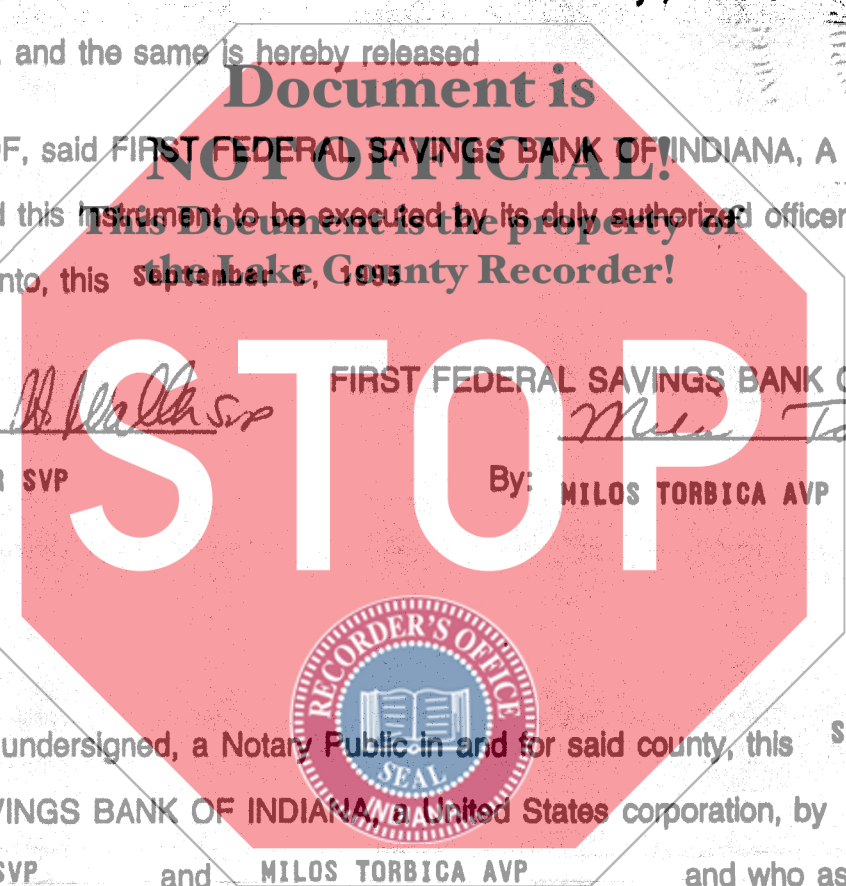 , and the same is hereby released
Document is
NOT OFFICIAL!
F, said FIRST FEDERAL SAVINGS BANK OF INDIANA, A
d this instrument to be executed by its duly authorized officer
This Document is the property of
the Lake County Recorder!
nto, this September 6, 1995
STOP
FIRST FEDERAL SAVINGS BANK O
SVP
R SVP
By: MILOS TORBICA AVP
RECORDER'S OFFICE
SEAL
INDIANA
undersigned, a Notary Public in and for said county, this S
VINGS BANK OF INDIANA, a United States corporation, by
SVP and MILOS TORBICA AVP and who as